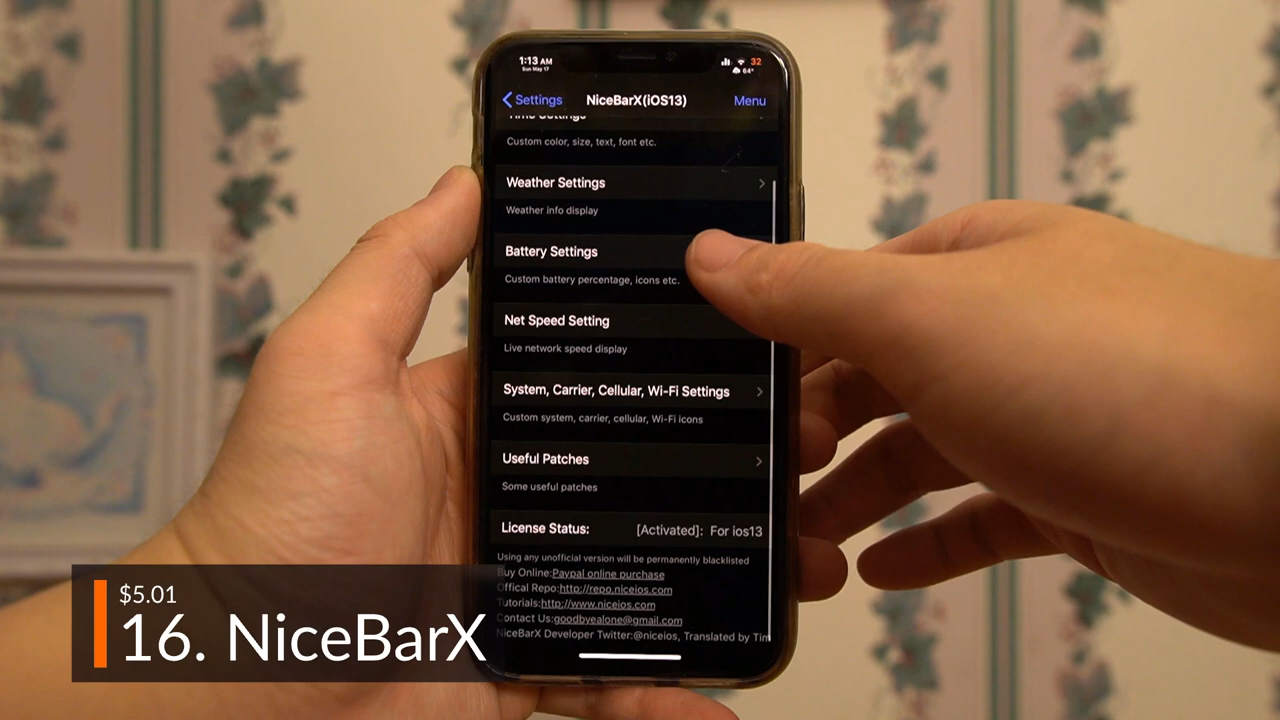 1:13 AM
Sun May 17
32
64°
Settings
NiceBarX(iOS13)
Menu
Time Settings
Custom color, size, text, font etc.
Weather Settings
Weather info display
Battery Settings
Custom battery percentage, icons etc.
Net Speed Setting
Live network speed display
System, Carrier, Cellular, Wi-Fi Settings
Custom system, carrier, cellular, Wi-Fi icons
Useful Patches
Some useful patches
License Status: [Activated]: For ios13
Using any unofficial version will be permanently blacklisted
Buy Online:Paypal online purchase
Offical Repo:http://repo.niceios.com
Tutorials:http://www.niceios.com
Contact Us:goodbyealone@gmail.com
NiceBarX Developer Twitter:@niceios, Translated by Tim
$5.01
16. NiceBarX